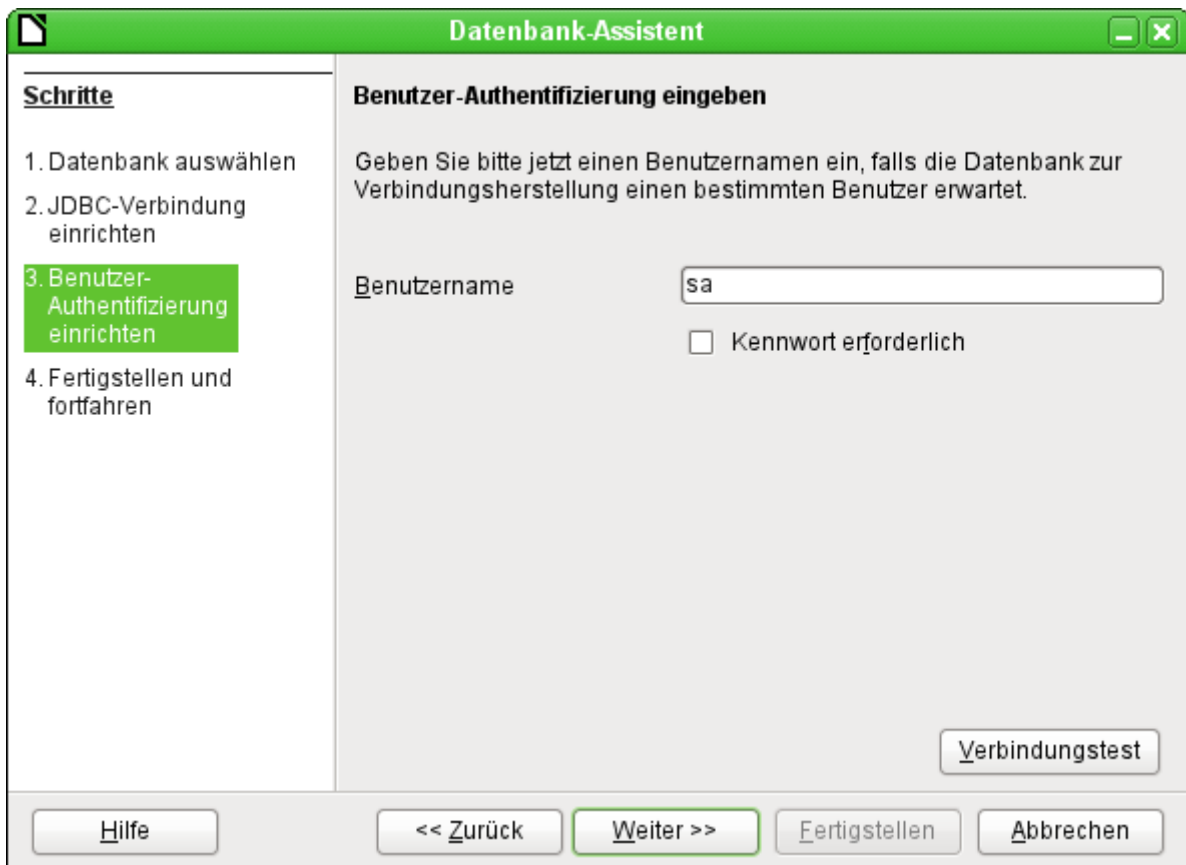 Datenbank-Assistent
Schritte
1. Datenbank auswählen
2. JDBC-Verbindung
einrichten
3. Benutzer-
Authentifizierung
einrichten
4. Fertigstellen und
fortfahren
Benutzer-Authentifizierung eingeben
Geben Sie bitte jetzt einen Benutzernamen ein, falls die Datenbank zur
Verbindungsherstellung einen bestimmten Benutzer erwartet.
Benutzername
sa
Kennwort erforderlich
Verbindungstest
Hilfe
<< Zurück
Weiter >>
Fertigstellen
Abbrechen